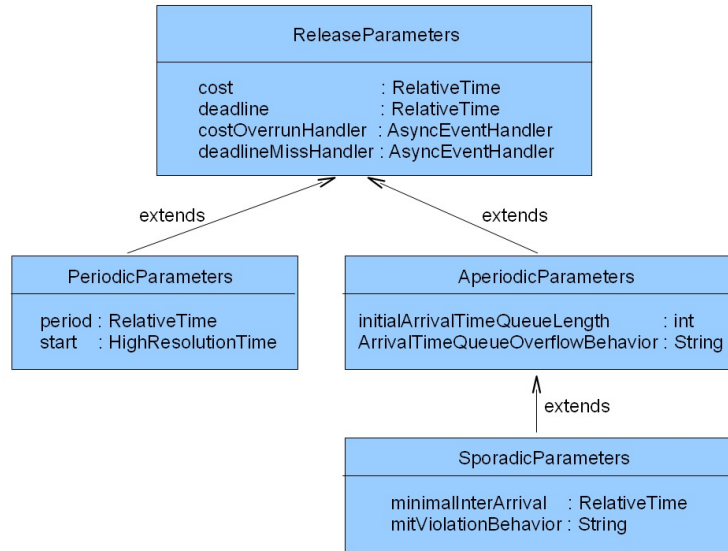 ReleaseParameters
cost : RelativeTime
deadline : RelativeTime
costOverrunHandler : AsyncEventHandler
deadlineMissHandler : AsyncEventHandler
extends
extends
PeriodicParameters
period : RelativeTime
start : HighResolutionTime
AperiodicParameters
initialArrivalTimeQueueLength : int
ArrivalTimeQueueOverflowBehavior : String
extends
SporadicParameters
minimalInterArrival : RelativeTime
mitViolationBehavior : String